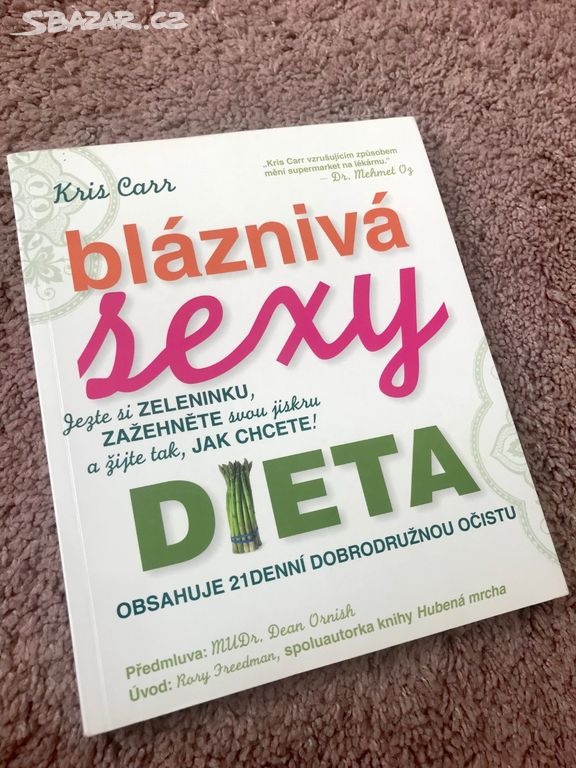 SBAZAR.CZ
Kris Carr
„Kris Carr vzrušujícím způsobem
mění supermarket na lékárnu.“
— Dr. Mehmet Oz
bláznivá
sexy
Jezte si ZELENINKU,
ZAŽEHNĚTE svou jiskru
a žijte tak, JAK CHCETE!
DIETA
OBSAHUJE 21DENNÍ DOBRODRUŽNOU OČISTU
Předmluva: MUDr. Dean Ornish
Úvod: Rory Freedman, spoluautorka knihy Hubená mrcha